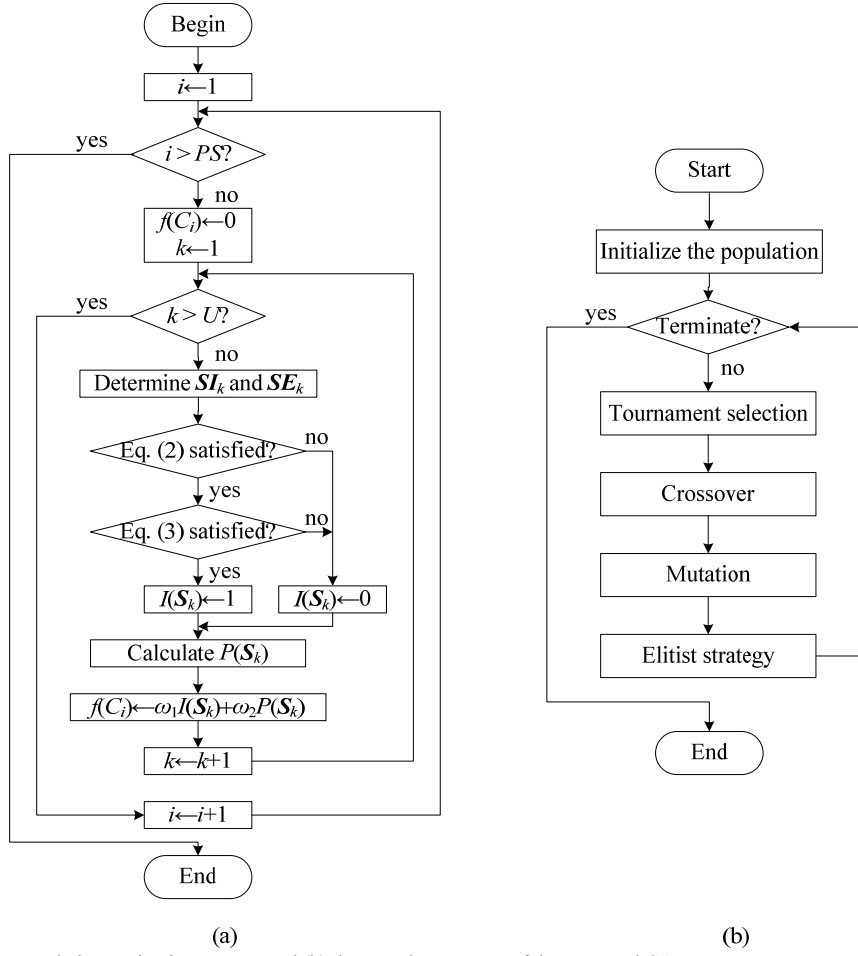 Begin
i←1
yes
i > PS?
no
f(Cᵢ)←0
k←1
yes
k > U?
no
Determine SIₖ and SEₖ
Eq. (2) satisfied?
no
yes
Eq. (3) satisfied?
no
yes
I(Sₖ)←1
I(Sₖ)←0
Calculate P(Sₖ)
f(Cᵢ)←ω₁I(Sₖ)+ω₂P(Sₖ)
k←k+1
i←i+1
End
(a)
Start
Initialize the population
yes
Terminate?
no
Tournament selection
Crossover
Mutation
Elitist strategy
End
(b)